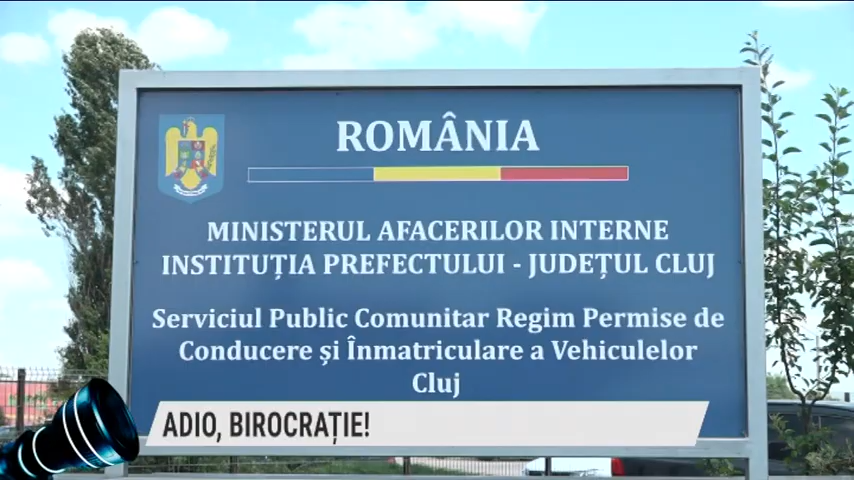 ROMÂNIA
MINISTERUL AFACERILOR INTERNE
INSTITUȚIA PREFECTULUI - JUDEȚUL CLUJ
Serviciul Public Comunitar Regim Permise de
Conducere și Înmatriculare a Vehiculelor
Cluj
ADIO, BIROCRAȚIE!